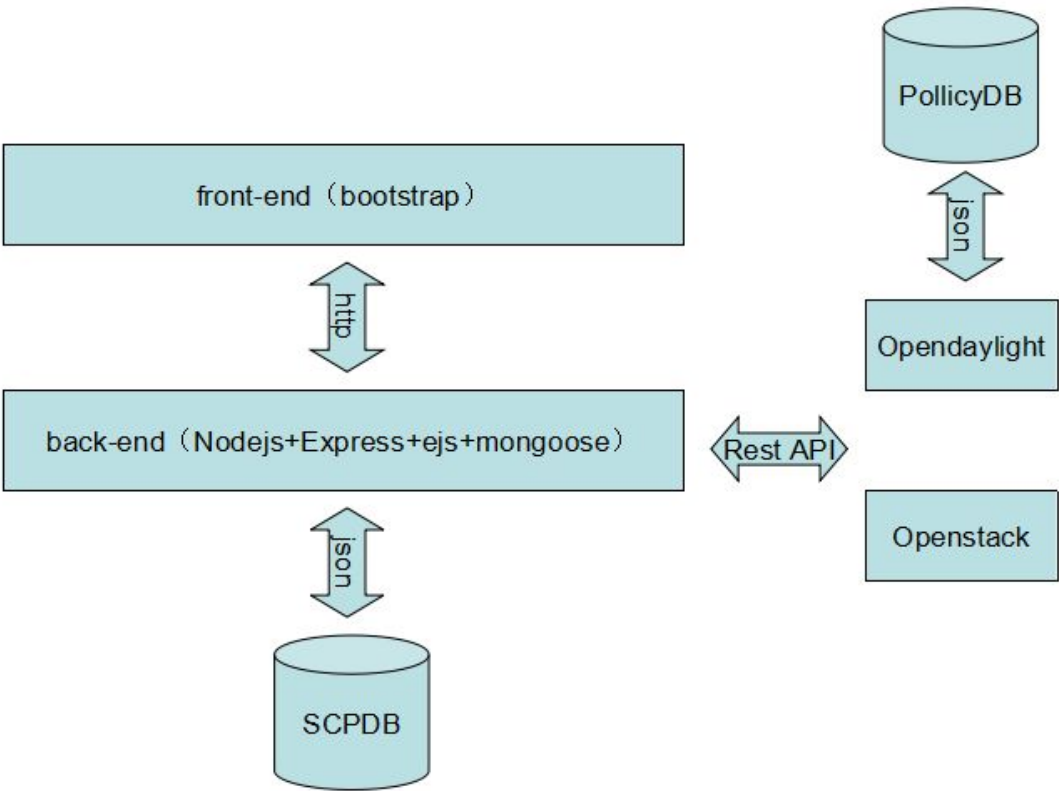 PollicyDB
json
front-end（bootstrap）
http
Opendaylight
back-end（Nodejs+Express+ejs+mongoose）
Rest API
Openstack
json
SCPDB